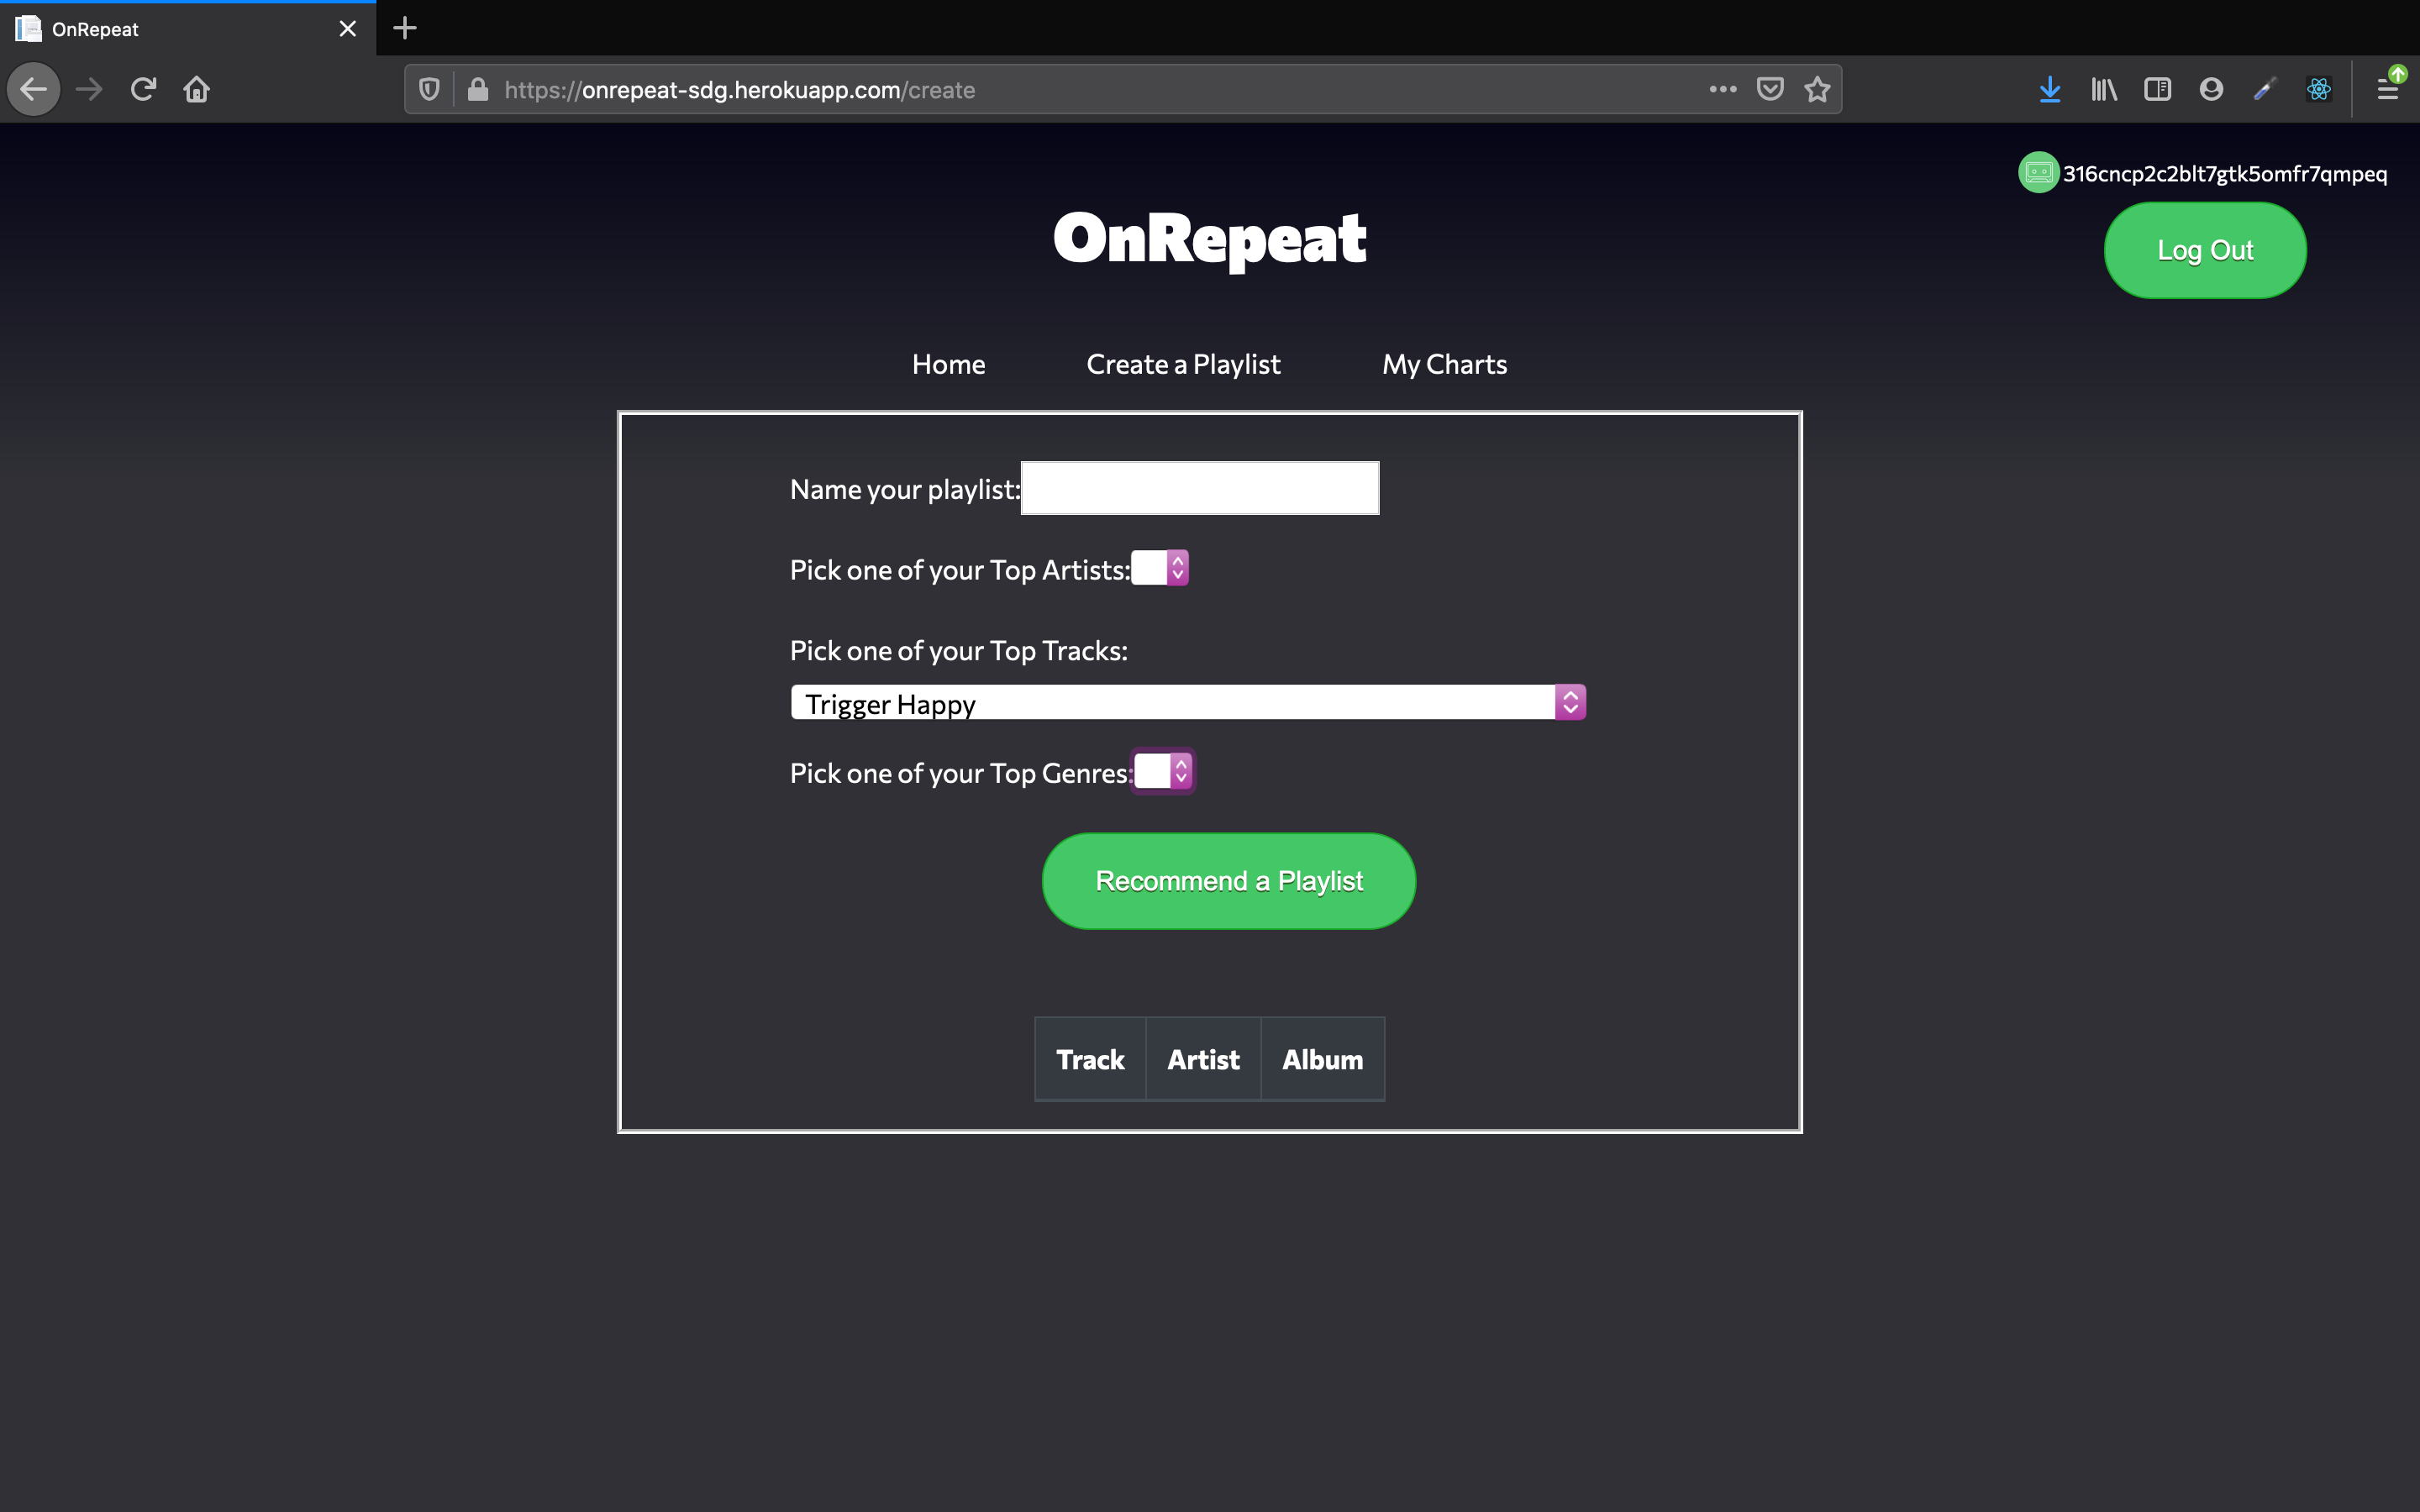 OnRepeat
https://onrepeat-sdg.herokuapp.com/create
316cncp2c2blt7gtk5omfr7qmpeq
OnRepeat
Log Out
Home Create a Playlist My Charts
Name your playlist:
Pick one of your Top Artists:
Pick one of your Top Tracks:
Trigger Happy
Pick one of your Top Genres:
Recommend a Playlist
Track Artist Album